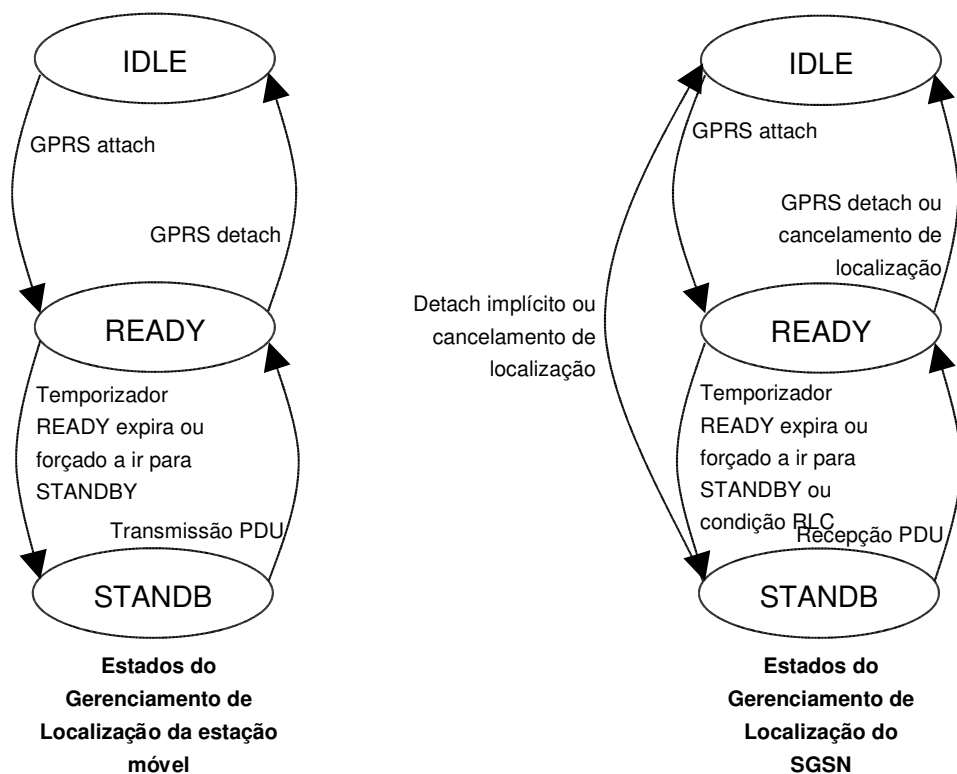 IDLE
GPRS attach
GPRS detach
READY
Temporizador
READY expira ou
forçado a ir para
STANDBY
Transmissão PDU
STANDB
Estados do
Gerenciamento de
Localização da estação
móvel
IDLE
GPRS attach
GPRS detach ou
cancelamento de
localização
Detach implícito ou
cancelamento de
localização
READY
Temporizador
READY expira ou
forçado a ir para
STANDBY ou
condição RLC
Recepção PDU
STANDB
Estados do
Gerenciamento de
Localização do
SGSN